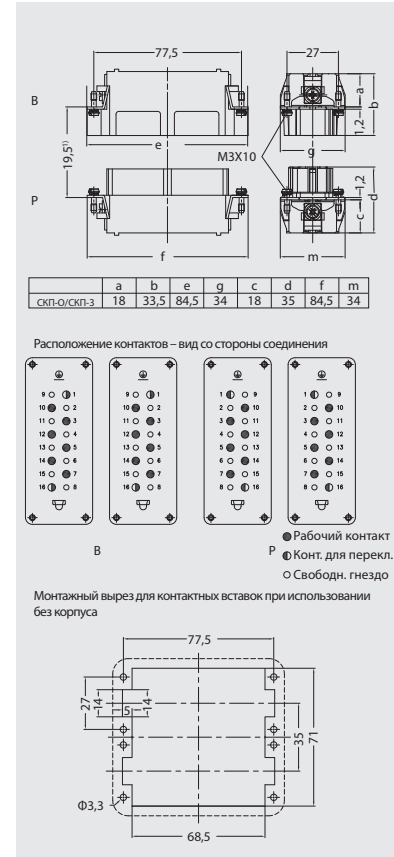 77,5
27
B
a
b
1,2
19,5¹⁾
e
g
M3X10
P
1,2
d
c
f
m
a b e g c d f m
СКП-О/СКП-3 18 33,5 84,5 34 18 35 84,5 34
Расположение контактов – вид со стороны соединения
9 1 9 1 1 9 1 9
10 2 10 2 2 10 2 10
11 3 11 3 3 11 3 11
12 4 12 4 4 12 4 12
13 5 13 5 5 13 5 13
14 6 14 6 6 14 6 14
15 7 15 7 7 15 7 15
16 8 16 8 8 16 8 16
B P
Рабочий контакт
Конт. для перекл.
Свободн. гнездо
Монтажный вырез для контактных вставок при использовании
без корпуса
77,5
27
14
5
14
35
71
Ф3,3
68,5